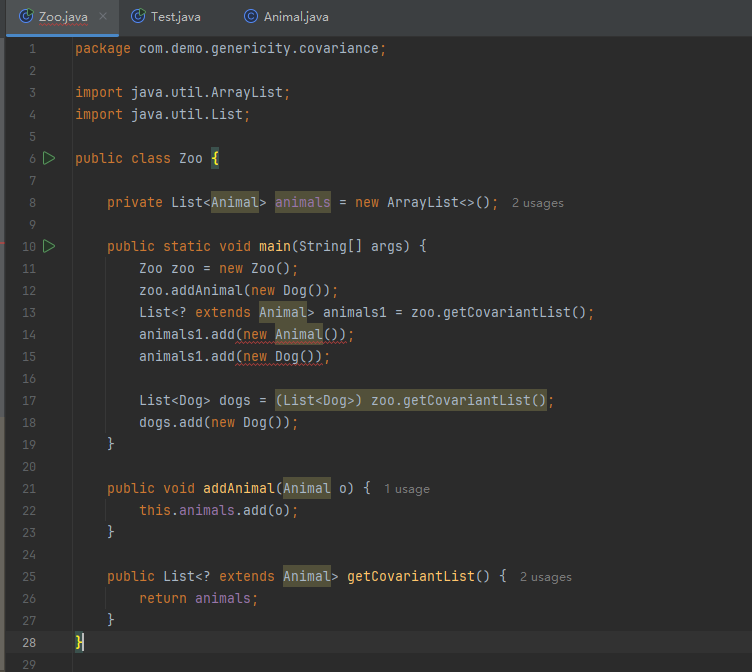 Zoo.java × Test.java Animal.java
1 package com.demo.genericity.covariance;
2
3 import java.util.ArrayList;
4 import java.util.List;
5
6 public class Zoo {
7
8 private List<Animal> animals = new ArrayList<>(); 2 usages
9
10 public static void main(String[] args) {
11 Zoo zoo = new Zoo();
12 zoo.addAnimal(new Dog());
13 List<? extends Animal> animals1 = zoo.getCovariantList();
14 animals1.add(new Animal());
15 animals1.add(new Dog());
16
17 List<Dog> dogs = (List<Dog>) zoo.getCovariantList();
18 dogs.add(new Dog());
19 }
20
21 public void addAnimal(Animal o) { 1 usage
22 this.animals.add(o);
23 }
24
25 public List<? extends Animal> getCovariantList() { 2 usages
26 return animals;
27 }
28 }
29